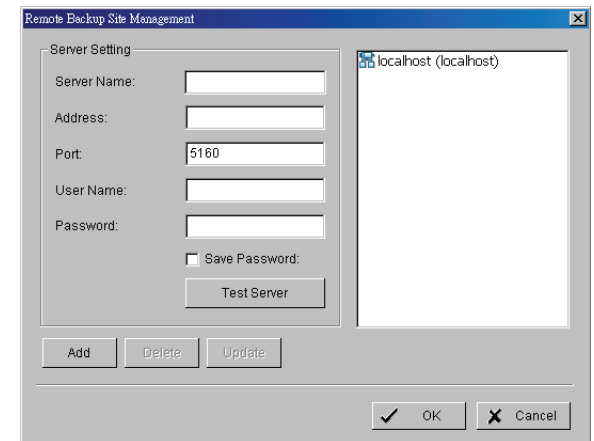 Remote Backup Site Management
Server Setting
Server Name:
Address:
Port: 5160
User Name:
Password:
Save Password:
Test Server
localhost (localhost)
Add Delete Update
OK Cancel